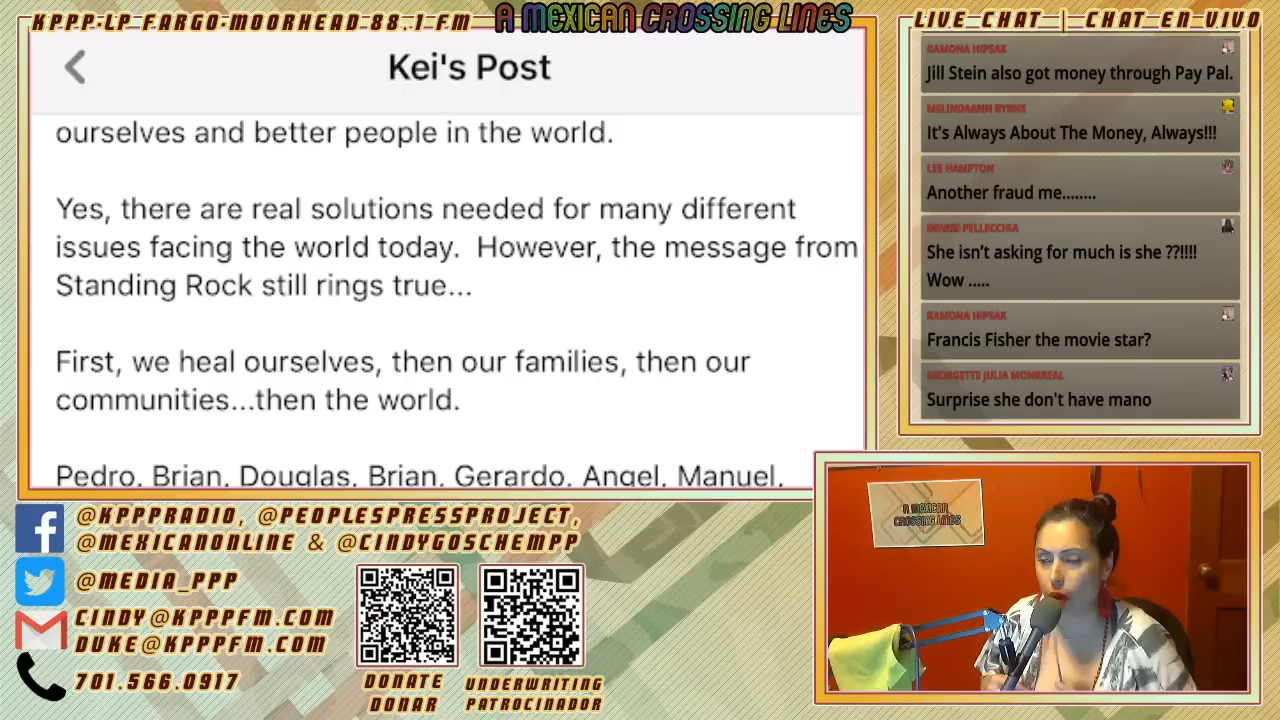 KPPP-LP FARGO-MOORHEAD 88.1 FM
A MEXICAN CROSSING LINES
LIVE CHAT | CHAT EN VIVO
Kei's Post
ourselves and better people in the world.
Yes, there are real solutions needed for many different
issues facing the world today.  However, the message from
Standing Rock still rings true...
First, we heal ourselves, then our families, then our
communities...then the world.
Pedro, Brian, Douglas, Brian, Gerardo, Angel, Manuel,
RAMONA HIPSAK
Jill Stein also got money through Pay Pal.
MELINDAANN BYRNS
It's Always About The Money, Always!!!
LEE HAMPTON
Another fraud me........
DENISE PELLECCHIA
She isn't asking for much is she ??!!!!
Wow .....
RAMONA HIPSAK
Francis Fisher the movie star?
GEORGETTE JULIA MONRREAL
Surprise she don't have mano
A MEXICAN
CROSSING LINES
@KPPPRADIO, @PEOPLESPRESSPROJECT,
@MEXICANONLINE & @CINDYGOSCHEMPP
@MEDIA_PPP
CINDY@KPPPFM.COM
DUKE@KPPPFM.COM
701.566.0917
DONATE
DONAR
UNDERWRITING
PATROCINADOR